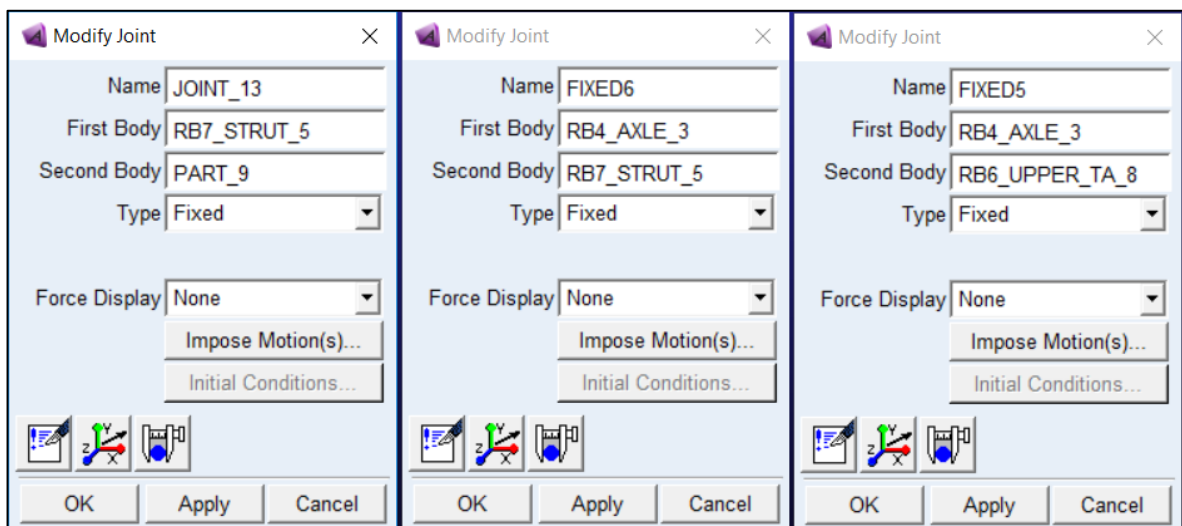 Modify Joint
Name JOINT_13
First Body RB7_STRUT_5
Second Body PART_9
Type Fixed
Force Display None
Impose Motion(s)...
Initial Conditions...
Z Y X
OK Apply Cancel
Modify Joint
Name FIXED6
First Body RB4_AXLE_3
Second Body RB7_STRUT_5
Type Fixed
Force Display None
Impose Motion(s)...
Initial Conditions...
Z Y X
OK Apply Cancel
Modify Joint
Name FIXED5
First Body RB4_AXLE_3
Second Body RB6_UPPER_TA_8
Type Fixed
Force Display None
Impose Motion(s)...
Initial Conditions...
Z Y X
OK Apply Cancel